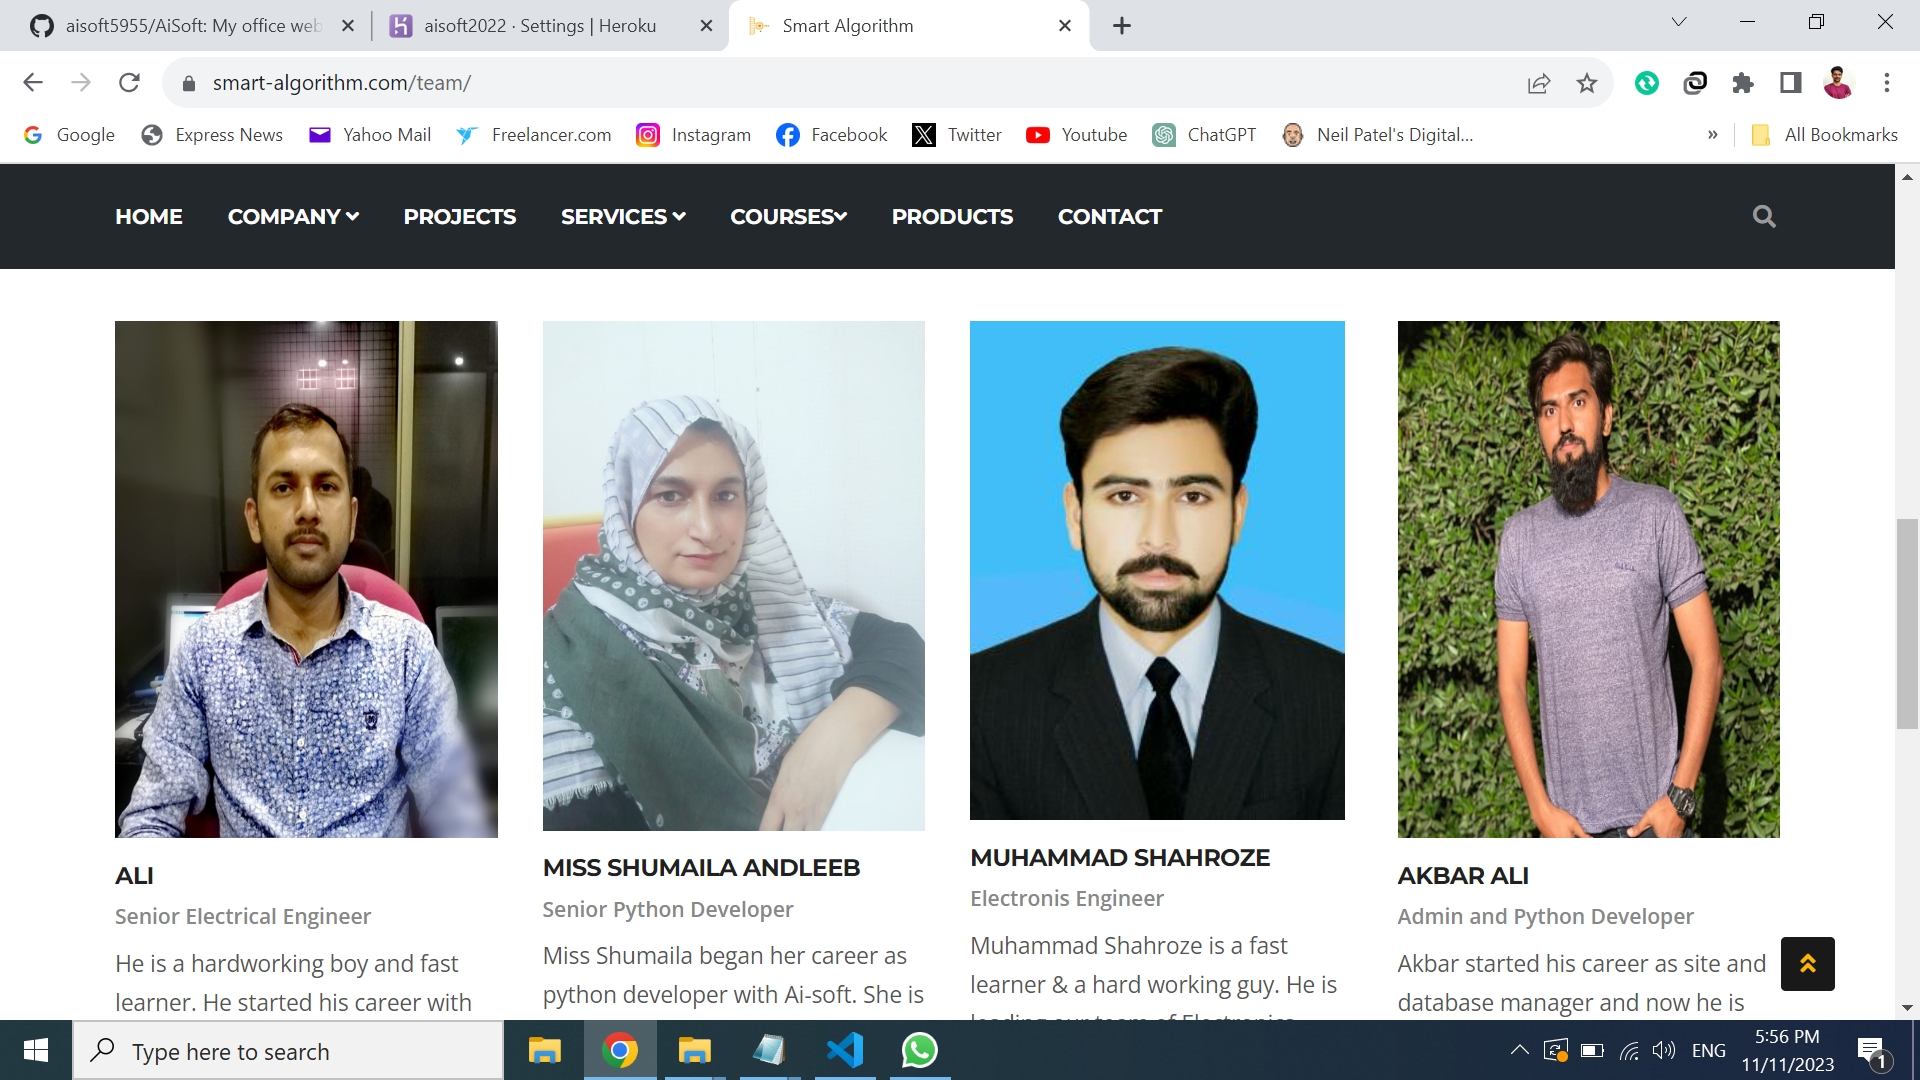 aisoft5955/AiSoft: My office web
aisoft2022 · Settings | Heroku
Smart Algorithm
smart-algorithm.com/team/
Google
Express News
Yahoo Mail
Freelancer.com
Instagram
Facebook
Twitter
Youtube
ChatGPT
Neil Patel's Digital...
»
All Bookmarks
HOME
COMPANY
PROJECTS
SERVICES
COURSES
PRODUCTS
CONTACT
ALI
Senior Electrical Engineer
He is a hardworking boy and fast
learner. He started his career with
MISS SHUMAILA ANDLEEB
Senior Python Developer
Miss Shumaila began her career as
python developer with Ai-soft. She is
MUHAMMAD SHAHROZE
Electronis Engineer
Muhammad Shahroze is a fast
learner & a hard working guy. He is
leading our team of Electronics
AKBAR ALI
Admin and Python Developer
Akbar started his career as site and
database manager and now he is
Type here to search
ENG
5:56 PM
11/11/2023
1